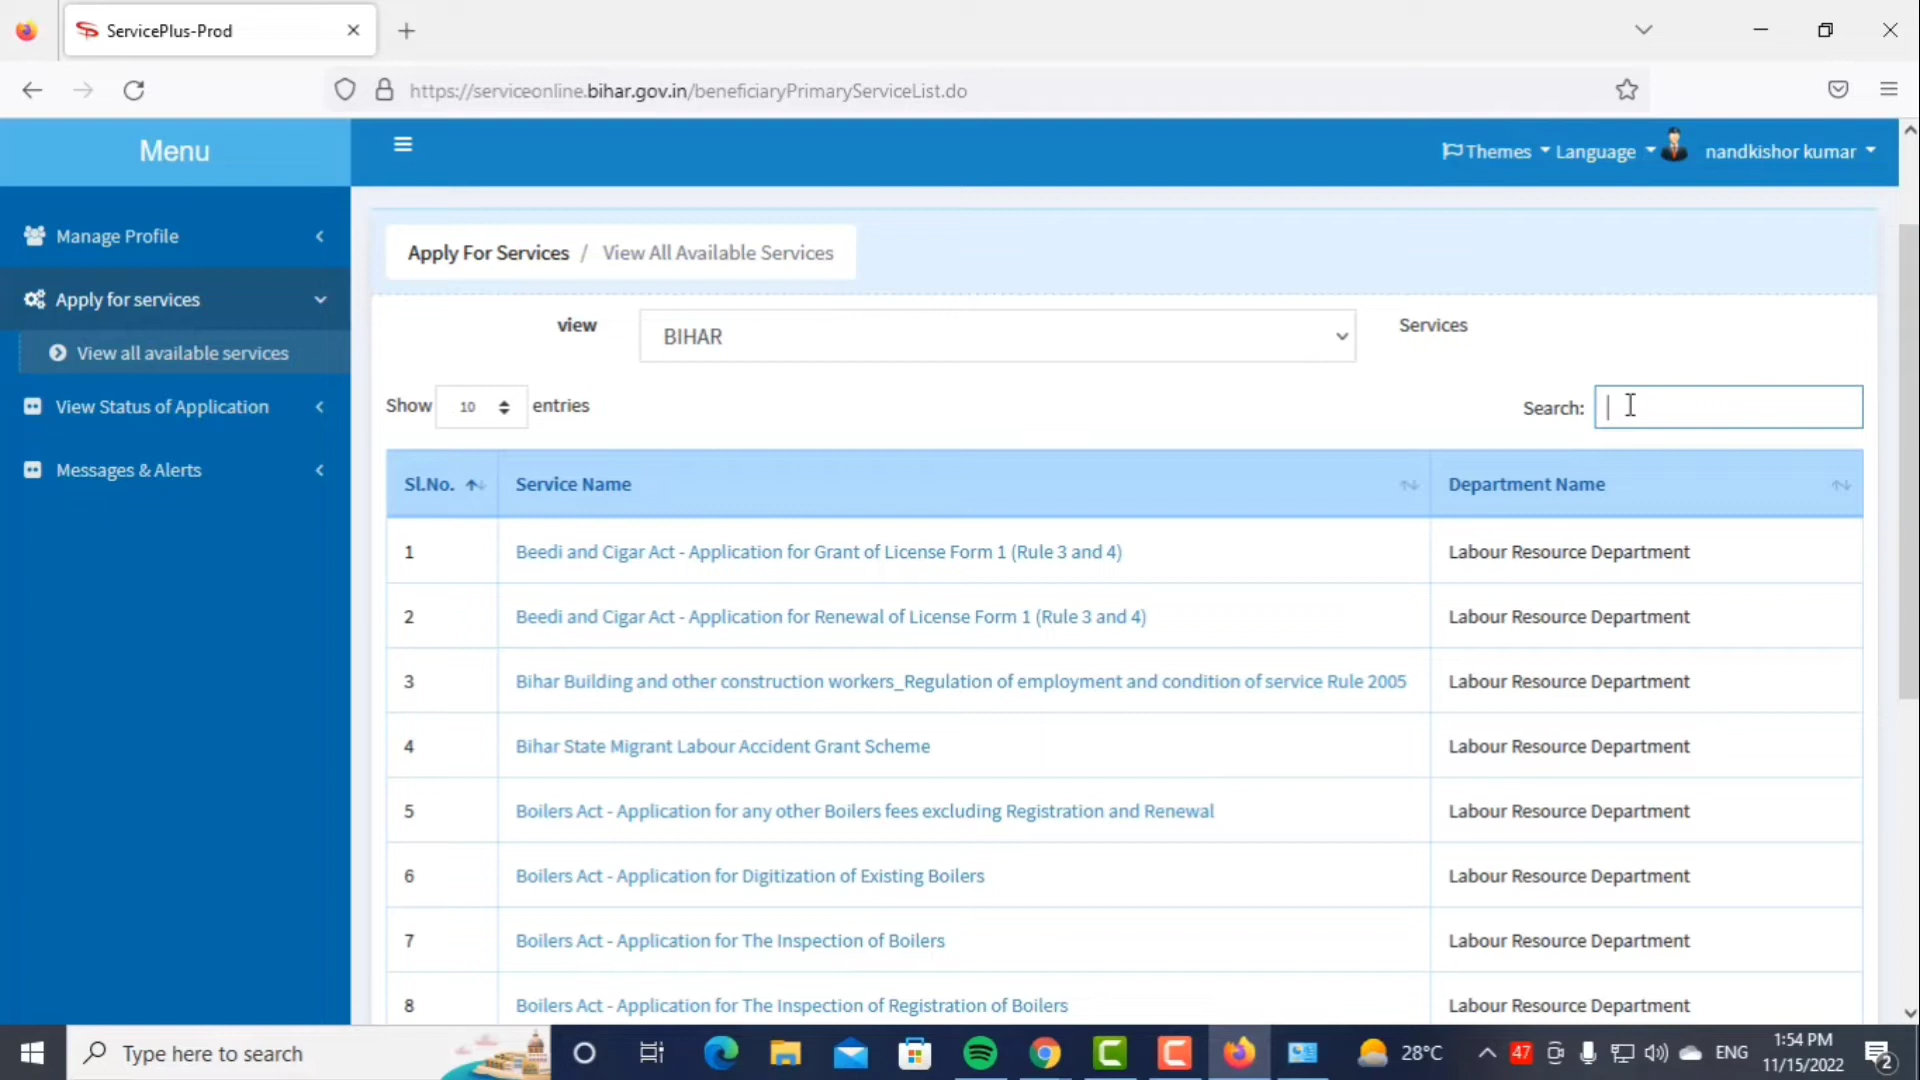 ServicePlus-Prod
https://serviceonline.bihar.gov.in/beneficiaryPrimaryServiceList.do
Menu
Themes Language nandkishor kumar
Manage Profile
Apply for services
View all available services
View Status of Application
Messages & Alerts
Apply For Services / View All Available Services
view BIHAR Services
Show 10 entries Search:
Sl.No. Service Name Department Name
1 Beedi and Cigar Act - Application for Grant of License Form 1 (Rule 3 and 4) Labour Resource Department
2 Beedi and Cigar Act - Application for Renewal of License Form 1 (Rule 3 and 4) Labour Resource Department
3 Bihar Building and other construction workers_Regulation of employment and condition of service Rule 2005 Labour Resource Department
4 Bihar State Migrant Labour Accident Grant Scheme Labour Resource Department
5 Boilers Act - Application for any other Boilers fees excluding Registration and Renewal Labour Resource Department
6 Boilers Act - Application for Digitization of Existing Boilers Labour Resource Department
7 Boilers Act - Application for The Inspection of Boilers Labour Resource Department
8 Boilers Act - Application for The Inspection of Registration of Boilers Labour Resource Department
Type here to search
28°C
47
ENG
1:54 PM
11/15/2022
2